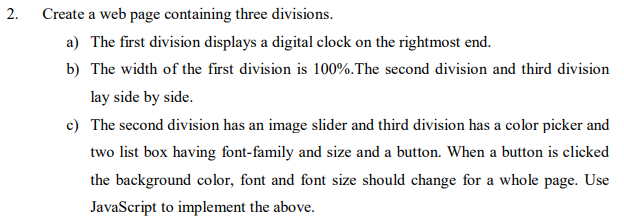 2. Create a web page containing three divisions.
a) The first division displays a digital clock on the rightmost end.
b) The width of the first division is 100%.The second division and third division
lay side by side.
c) The second division has an image slider and third division has a color picker and
two list box having font-family and size and a button. When a button is clicked
the background color, font and font size should change for a whole page. Use
JavaScript to implement the above.